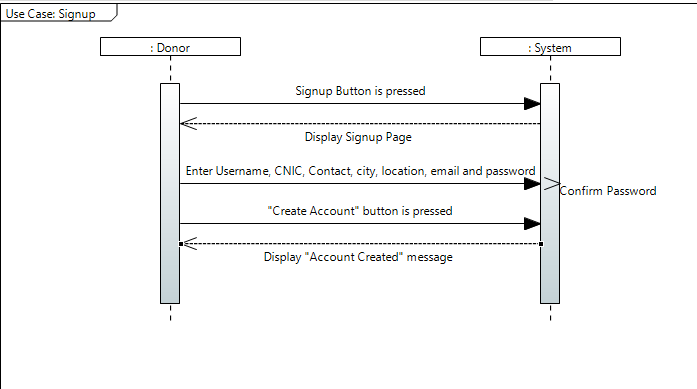 Use Case: Signup
: Donor
: System
Signup Button is pressed
Display Signup Page
Enter Username, CNIC, Contact, city, location, email and password
Confirm Password
"Create Account" button is pressed
Display "Account Created" message